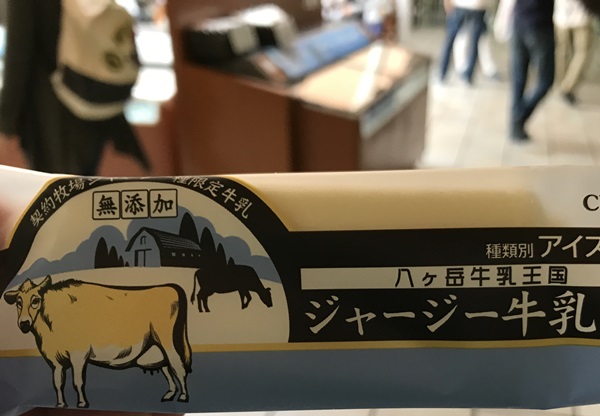 契約牧場
限定牛乳
無添加
C
種類別 アイス
八ヶ岳牛乳王国
ジャージー牛乳